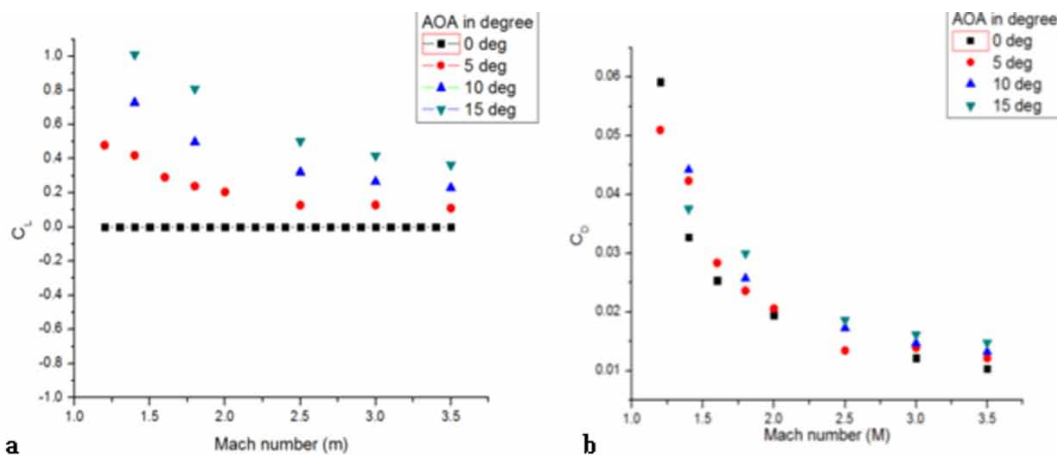 AOA in degree
0 deg
5 deg
10 deg
15 deg
1.0
0.8
0.6
0.4
0.2
0.0
-0.2
-0.4
-0.6
-0.8
-1.0
C_L
1.0 1.5 2.0 2.5 3.0 3.5
Mach number (m)
a
AOA in degree
0 deg
5 deg
10 deg
15 deg
0.06
0.05
0.04
0.03
0.02
0.01
C_D
1.0 1.5 2.0 2.5 3.0 3.5
Mach number (M)
b